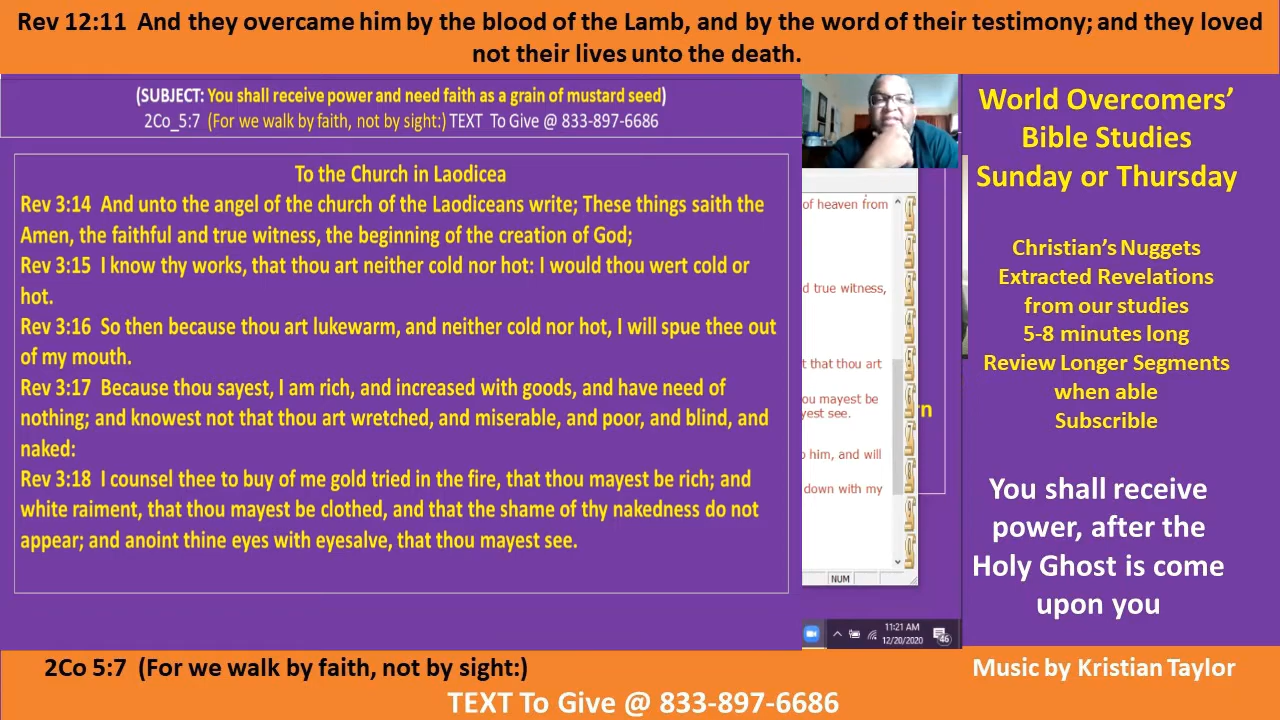 Rev 12:11 And they overcame him by the blood of the Lamb, and by the word of their testimony; and they loved
not their lives unto the death.
(SUBJECT: You shall receive power and need faith as a grain of mustard seed)
2Co_5:7 (For we walk by faith, not by sight:) TEXT To Give @ 833-897-6686
To the Church in Laodicea
Rev 3:14 And unto the angel of the church of the Laodiceans write; These things saith the
Amen, the faithful and true witness, the beginning of the creation of God;
Rev 3:15 I know thy works, that thou art neither cold nor hot: I would thou wert cold or
hot.
Rev 3:16 So then because thou art lukewarm, and neither cold nor hot, I will spue thee out
of my mouth.
Rev 3:17 Because thou sayest, I am rich, and increased with goods, and have need of
nothing; and knowest not that thou art wretched, and miserable, and poor, and blind, and
naked:
Rev 3:18 I counsel thee to buy of me gold tried in the fire, that thou mayest be rich; and
white raiment, that thou mayest be clothed, and that the shame of thy nakedness do not
appear; and anoint thine eyes with eyesalve, that thou mayest see.
of heaven from
true witness,
that thou art
mayest be
see.
him, and will
down with my
NUM
11:21 AM
12/20/2020
46
World Overcomers'
Bible Studies
Sunday or Thursday
Christian's Nuggets
Extracted Revelations
from our studies
5-8 minutes long
Review Longer Segments
when able
Subscrible
You shall receive
power, after the
Holy Ghost is come
upon you
2Co 5:7 (For we walk by faith, not by sight:)
Music by Kristian Taylor
TEXT To Give @ 833-897-6686